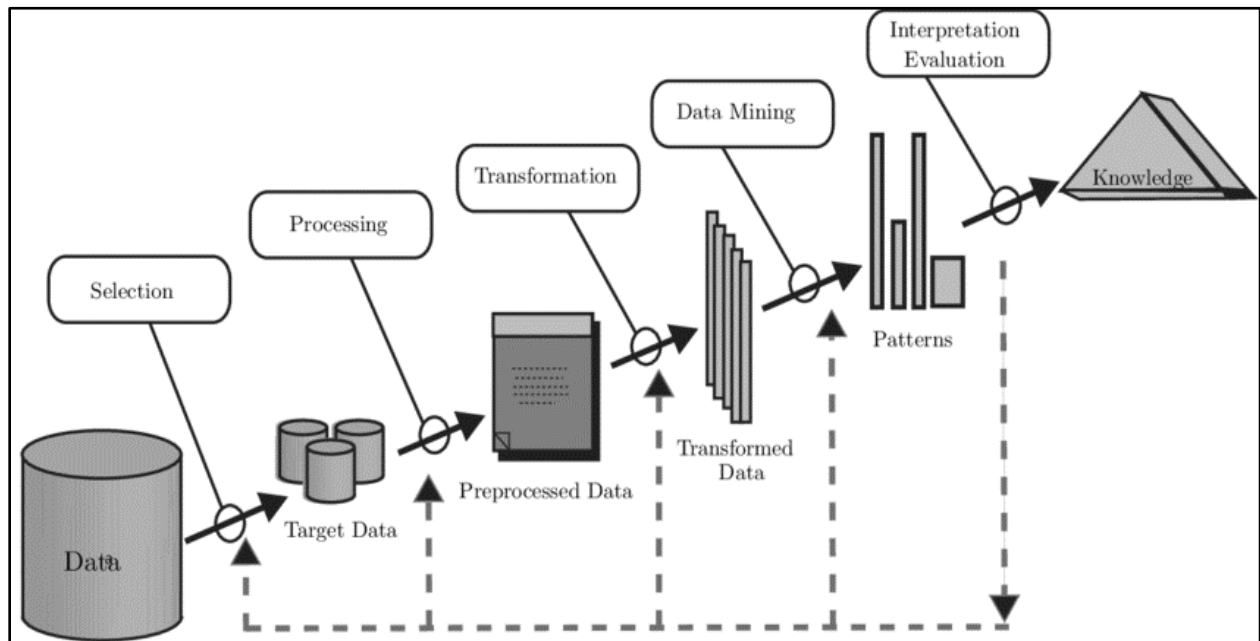 Interpretation
Evaluation
Data Mining
Knowledge
Transformation
Processing
Selection
Patterns
Transformed
Data
Preprocessed Data
Target Data
Data